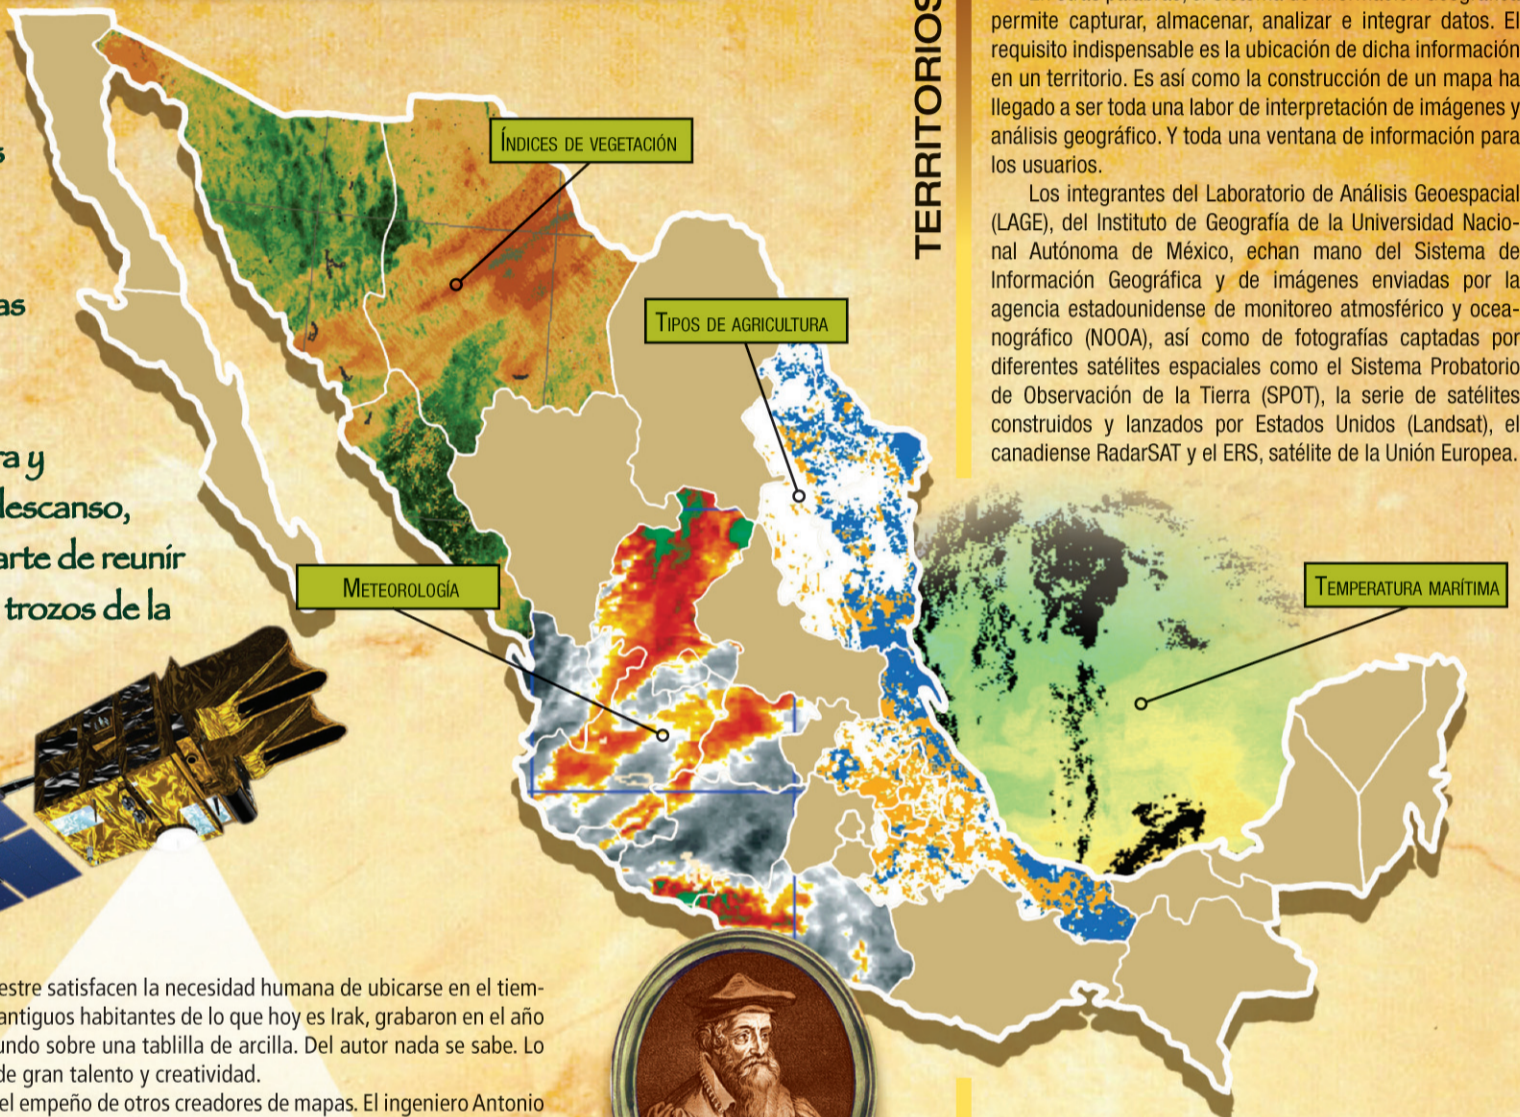 as
ra y
descanso,
arte de reunir
trozos de la
ÍNDICES DE VEGETACIÓN
TIPOS DE AGRICULTURA
METEOROLOGÍA
TEMPERATURA MARÍTIMA
estre satisfacen la necesidad humana de ubicarse en el tiem-
antiguos habitantes de lo que hoy es Irak, grabaron en el año
undo sobre una tablilla de arcilla. Del autor nada se sabe. Lo
de gran talento y creatividad.
el empeño de otros creadores de mapas. El ingeniero Antonio
TERRITORIOS
permite capturar, almacenar, analizar e integrar datos. El
requisito indispensable es la ubicación de dicha información
en un territorio. Es así como la construcción de un mapa ha
llegado a ser toda una labor de interpretación de imágenes y
análisis geográfico. Y toda una ventana de información para
los usuarios.
Los integrantes del Laboratorio de Análisis Geoespacial
(LAGE), del Instituto de Geografía de la Universidad Nacio-
nal Autónoma de México, echan mano del Sistema de
Información Geográfica y de imágenes enviadas por la
agencia estadounidense de monitoreo atmosférico y ocea-
nográfico (NOOA), así como de fotografías captadas por
diferentes satélites espaciales como el Sistema Probatorio
de Observación de la Tierra (SPOT), la serie de satélites
construidos y lanzados por Estados Unidos (Landsat), el
canadiense RadarSAT y el ERS, satélite de la Unión Europea.